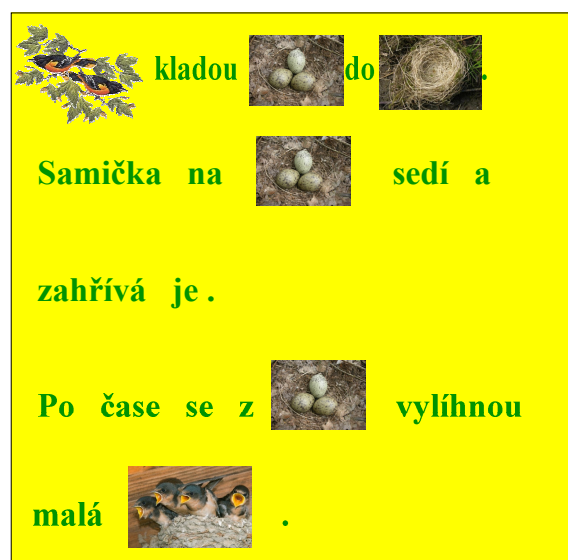 kladou do .
Samička na sedí a
zahřívá je .
Po čase se z vylíhnou
malá .